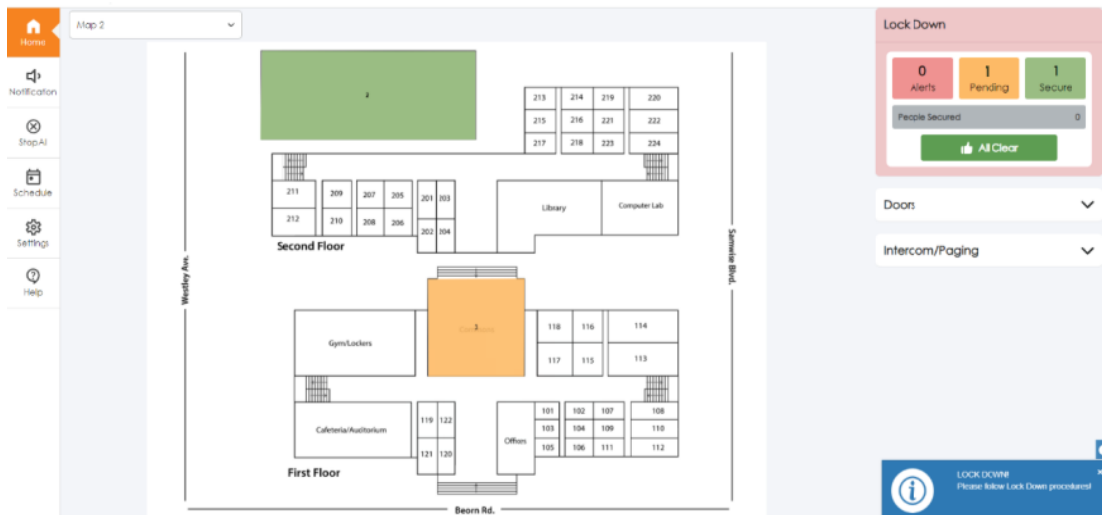 Home
Notification
Stop All
Schedule
Settings
Help
Map 2
2
213 214 219 220
215 216 221 222
217 218 223 224
211 209 207 205 201 203
212 210 208 206 202 204
Library
Computer Lab
Second Floor
Westley Ave.
Samwise Blvd.
3
Gym/Lockers
118 116 114
117 115 113
Cafeteria/Auditorium
119 122
121 120
Offices
101 102 107 108
103 104 109 110
105 106 111 112
First Floor
Beorn Rd.
Lock Down
0 1 1
Alerts Pending Secure
People Secured 0
All Clear
Doors
Intercom/Paging
LOCK DOWN!
Please follow Lock Down procedures!